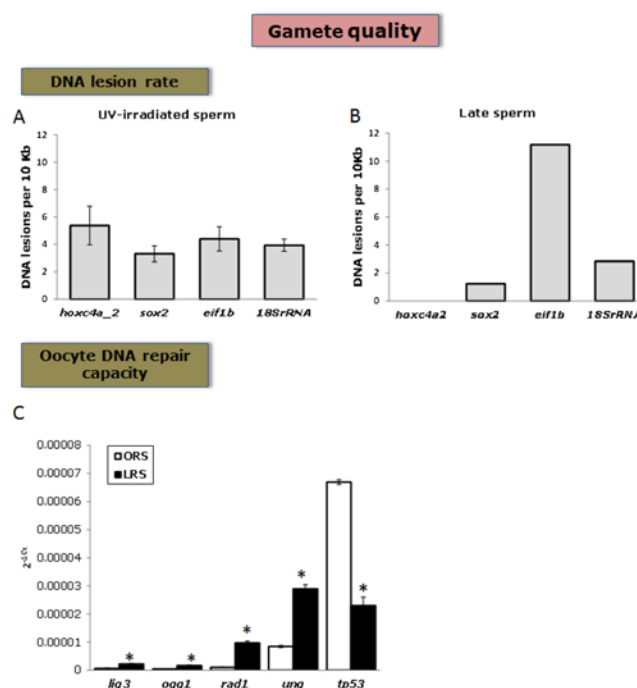 Gamete quality
DNA lesion rate
A
UV-irradiated sperm
DNA lesions per 10 Kb
14
12
10
8
6
4
2
0
hoxc4a_2 sox2 eif1b 18SrRNA
B
Late sperm
DNA lesions per 10Kb
12
10
8
6
4
2
0
hoxc4a2 sox2 eif1b 18SrRNA
Oocyte DNA repair
capacity
C
0.00008
0.00007
0.00006
0.00005
0.00004
0.00003
0.00002
0.00001
0
ORS
LRS
* * * * *
lig3 ogg1 rad1 ung tp53